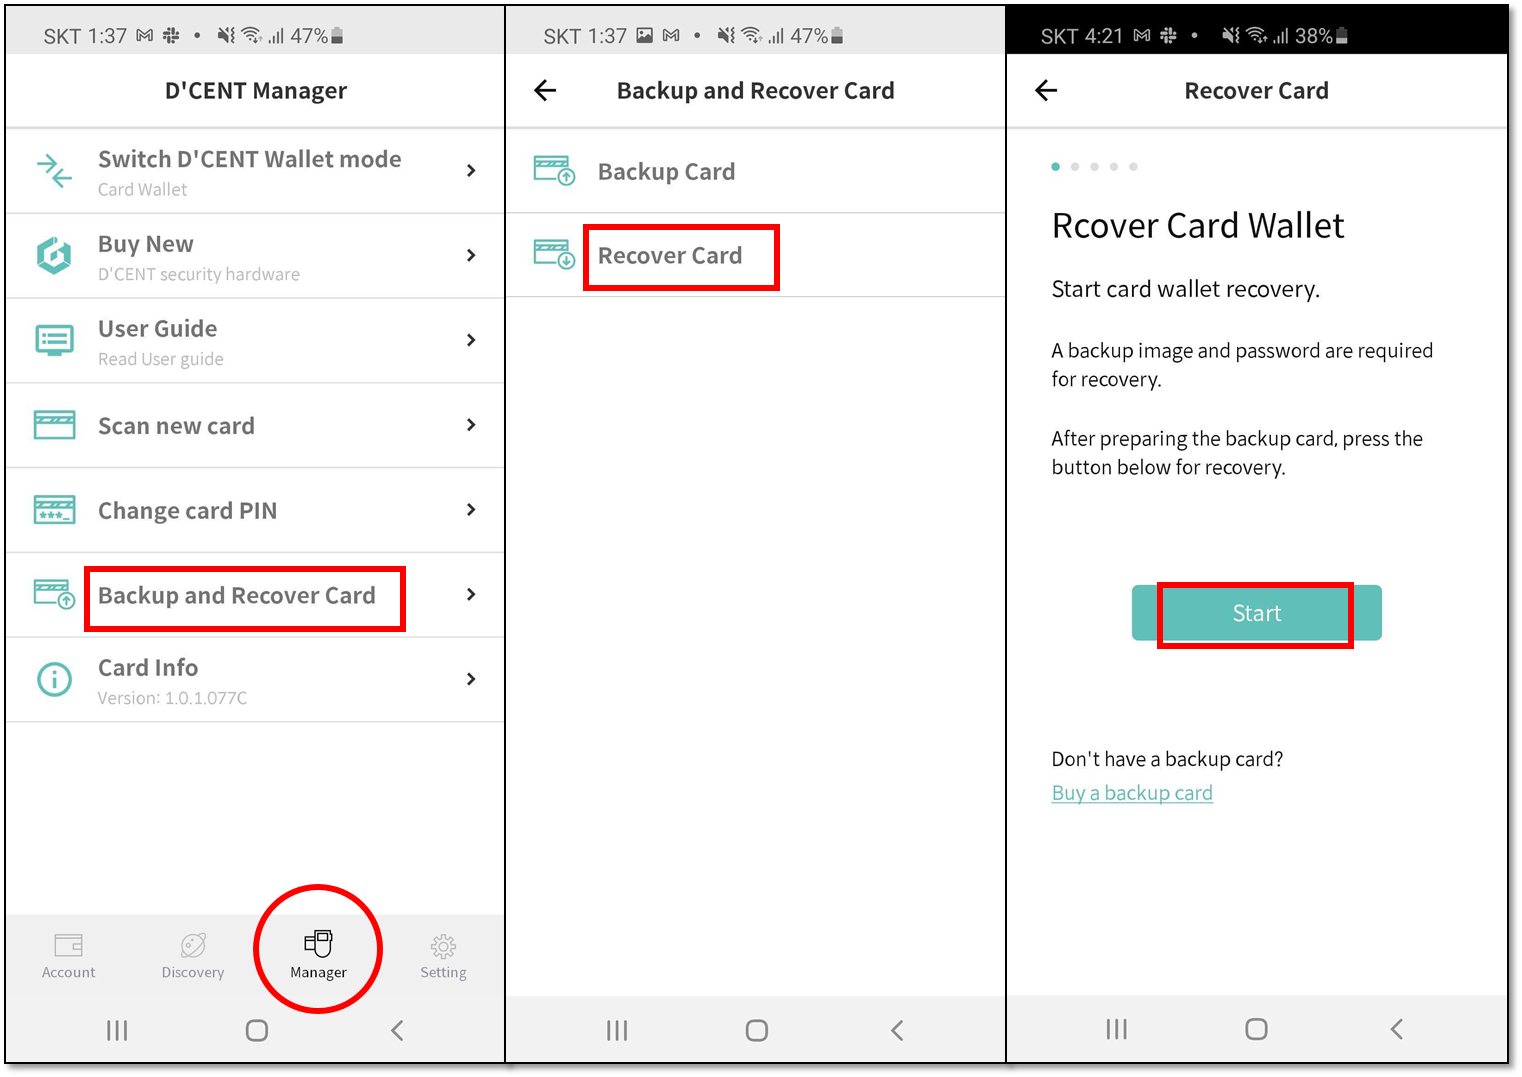 SKT 1:37 47%
D'CENT Manager
Switch D'CENT Wallet mode
Card Wallet
Buy New
D'CENT security hardware
User Guide
Read User guide
Scan new card
Change card PIN
***_
Backup and Recover Card
Card Info
Version: 1.0.1.077C
Account
Discovery
Manager
Setting
SKT 1:37 47%
Backup and Recover Card
Backup Card
Recover Card
SKT 4:21 38%
Recover Card
Rcover Card Wallet
Start card wallet recovery.
A backup image and password are required
for recovery.
After preparing the backup card, press the
button below for recovery.
Start
Don't have a backup card?
Buy a backup card